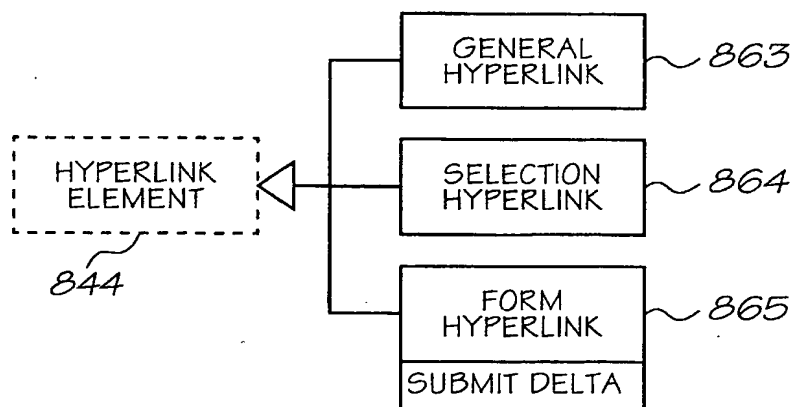 GENERAL
HYPERLINK
863
HYPERLINK
ELEMENT
844
SELECTION
HYPERLINK
864
FORM
HYPERLINK
865
SUBMIT DELTA